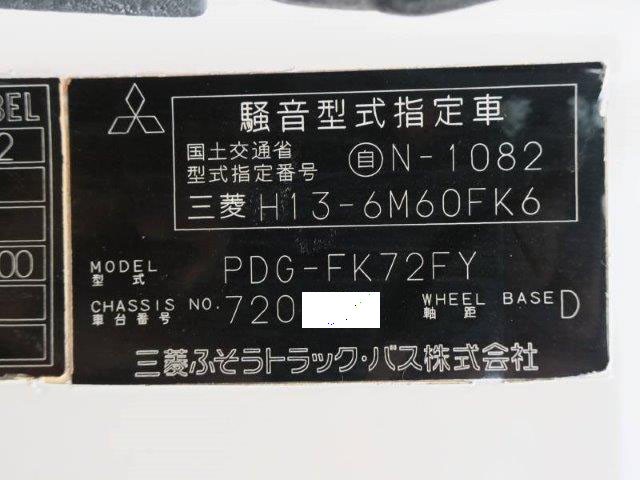 BEL
2
00
騒音型式指定車
国土交通省
型式指定番号 自N-1082
三菱 H13-6M60FK6
MODEL
型式 PDG-FK72FY
CHASSIS NO. 720 WHEEL BASE D
車台番号 軸距
三菱ふそうトラック・バス株式会社